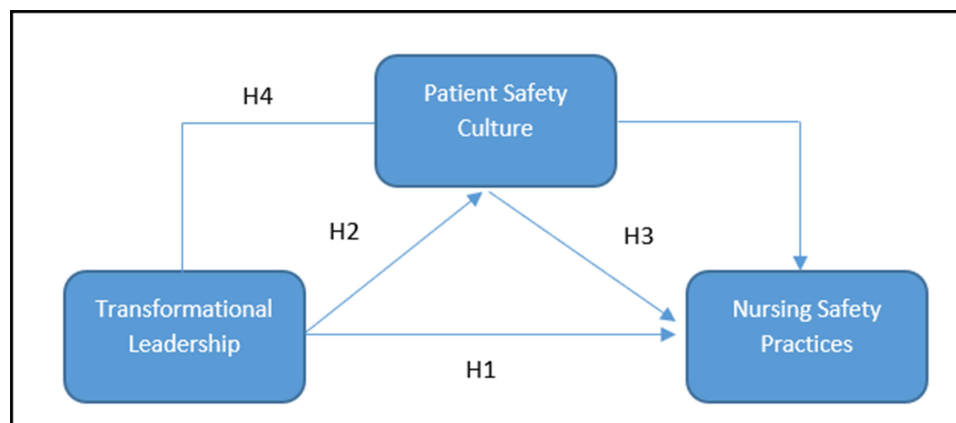 Patient Safety
Culture
H4
H2
H3
Transformational
Leadership
Nursing Safety
Practices
H1